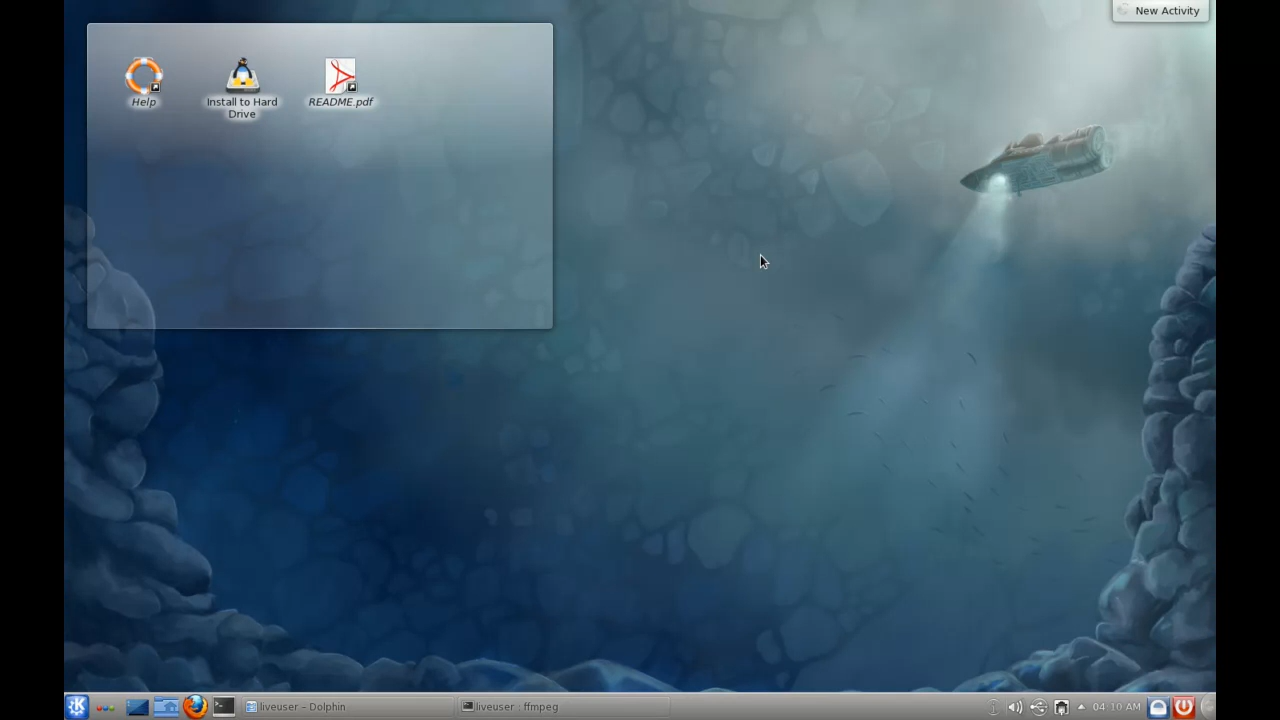 New Activity
Help
Install to Hard
Drive
README.pdf
liveuser – Dolphin
liveuser : ffmpeg
04:10 AM